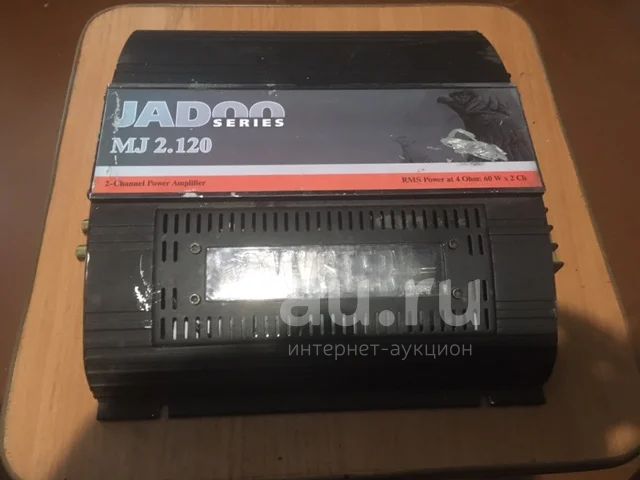 JADOO
SERIES
MJ 2.120
2-Channel Power Amplifier
RMS Power at 4 Ohm: 60 W x 2 Ch
au.ru
интернет-аукцион